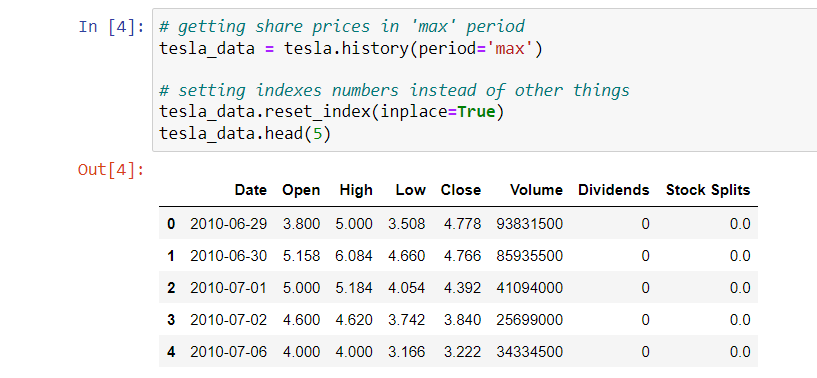 In [4]: # getting share prices in 'max' period
tesla_data = tesla.history(period='max')
# setting indexes numbers instead of other things
tesla_data.reset_index(inplace=True)
tesla_data.head(5)
Out[4]:
Date Open High Low Close Volume Dividends Stock Splits
0 2010-06-29 3.800 5.000 3.508 4.778 93831500 0 0.0
1 2010-06-30 5.158 6.084 4.660 4.766 85935500 0 0.0
2 2010-07-01 5.000 5.184 4.054 4.392 41094000 0 0.0
3 2010-07-02 4.600 4.620 3.742 3.840 25699000 0 0.0
4 2010-07-06 4.000 4.000 3.166 3.222 34334500 0 0.0